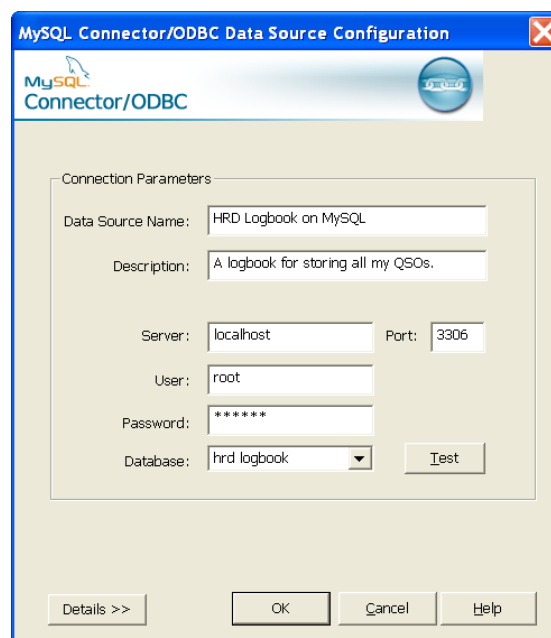 MySQL Connector/ODBC Data Source Configuration
MySQL
Connector/ODBC
Connection Parameters
Data Source Name: HRD Logbook on MySQL
Description: A logbook for storing all my QSOs.
Server: localhost Port: 3306
User: root
Password: ******
Database: hrd logbook Test
Details >> OK Cancel Help